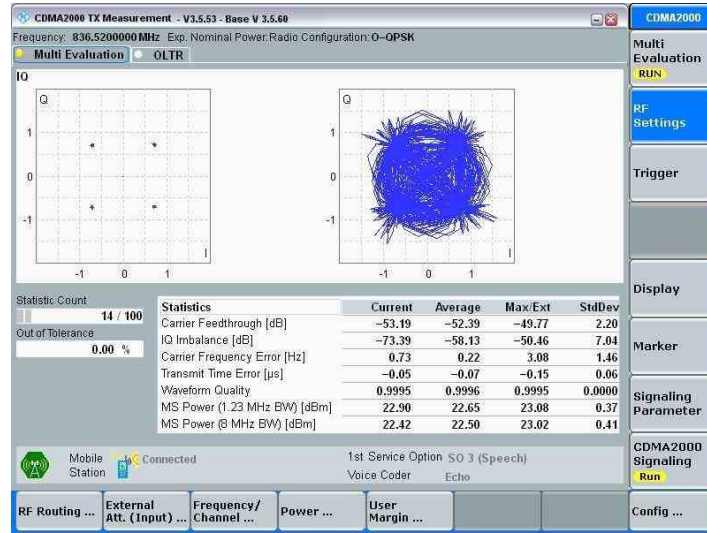 CDMA2000 TX Measurement - V3.5.53 - Base V 3.5.60
CDMA2000
Frequency: 836.5200000 MHz Exp. Nominal Power: Radio Configuration: O-QPSK
Multi Evaluation OLTR
Multi
Evaluation
RUN
RF
Settings
Trigger
Display
Marker
Signaling
Parameter
CDMA2000
Signaling
Run
IQ
Q
1
0
-1
I
-1 0 1
Q
1
0
-1
I
-1 0 1
Statistic Count
14 / 100
Out of Tolerance
0.00 %
Statistics Current Average Max/Ext StdDev
Carrier Feedthrough [dB] -53.19 -52.39 -49.77 2.20
IQ Imbalance [dB] -73.39 -58.13 -50.46 7.04
Carrier Frequency Error [Hz] 0.73 0.22 3.08 1.46
Transmit Time Error [µs] -0.05 -0.07 -0.15 0.06
Waveform Quality 0.9995 0.9996 0.9995 0.0000
MS Power (1.23 MHz BW) [dBm] 22.90 22.65 23.08 0.37
MS Power (8 MHz BW) [dBm] 22.42 22.50 23.02 0.41
Mobile
Station
Connected
1st Service Option SO 3 (Speech)
Voice Coder Echo
RF Routing ...
External
Att. (Input) ...
Frequency/
Channel ...
Power ...
User
Margin ...
Config ...